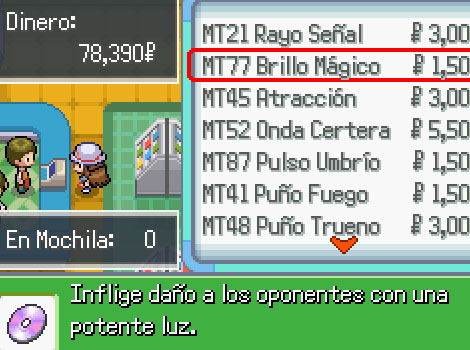 Dinero:
78,390₽
MT21 Rayo Señal ₽ 3,00
MT77 Brillo Mágico ₽ 1,50
MT45 Atracción ₽ 3,00
MT52 Onda Certera ₽ 5,50
MT87 Pulso Umbrío ₽ 1,50
MT41 Puño Fuego ₽ 1,50
MT48 Puño Trueno ₽ 3,00
En Mochila: 0
Inflige daño a los oponentes con una
potente luz.